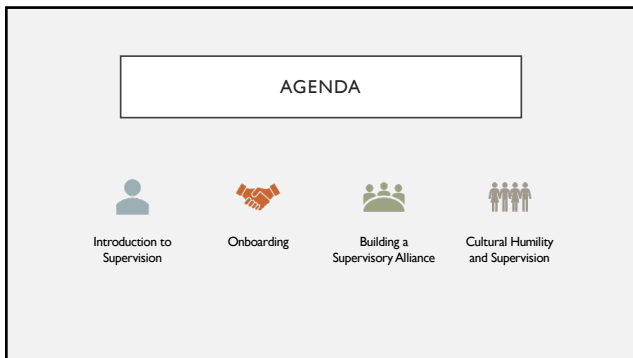 AGENDA
Introduction to
Supervision
Onboarding
Building a
Supervisory Alliance
Cultural Humility
and Supervision